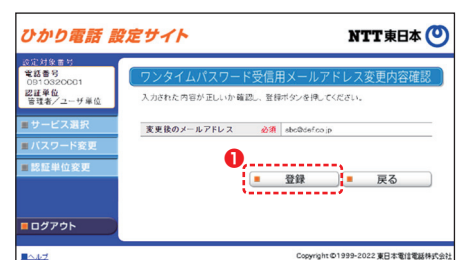 ひかり電話 設定サイト
NTT東日本
設定対象番号
電話番号
0910320001
認証単位
管理者/ユーザ単位
サービス選択
パスワード変更
認証単位変更
ログアウト
ヘルプ
ワンタイムパスワード受信用メールアドレス変更内容確認
入力された内容が正しいか確認し、登録ボタンを押してください。
変更後のメールアドレス 必須 abc@def.co.jp
1
登録 戻る
Copyright©1999-2022 東日本電信電話株式会社